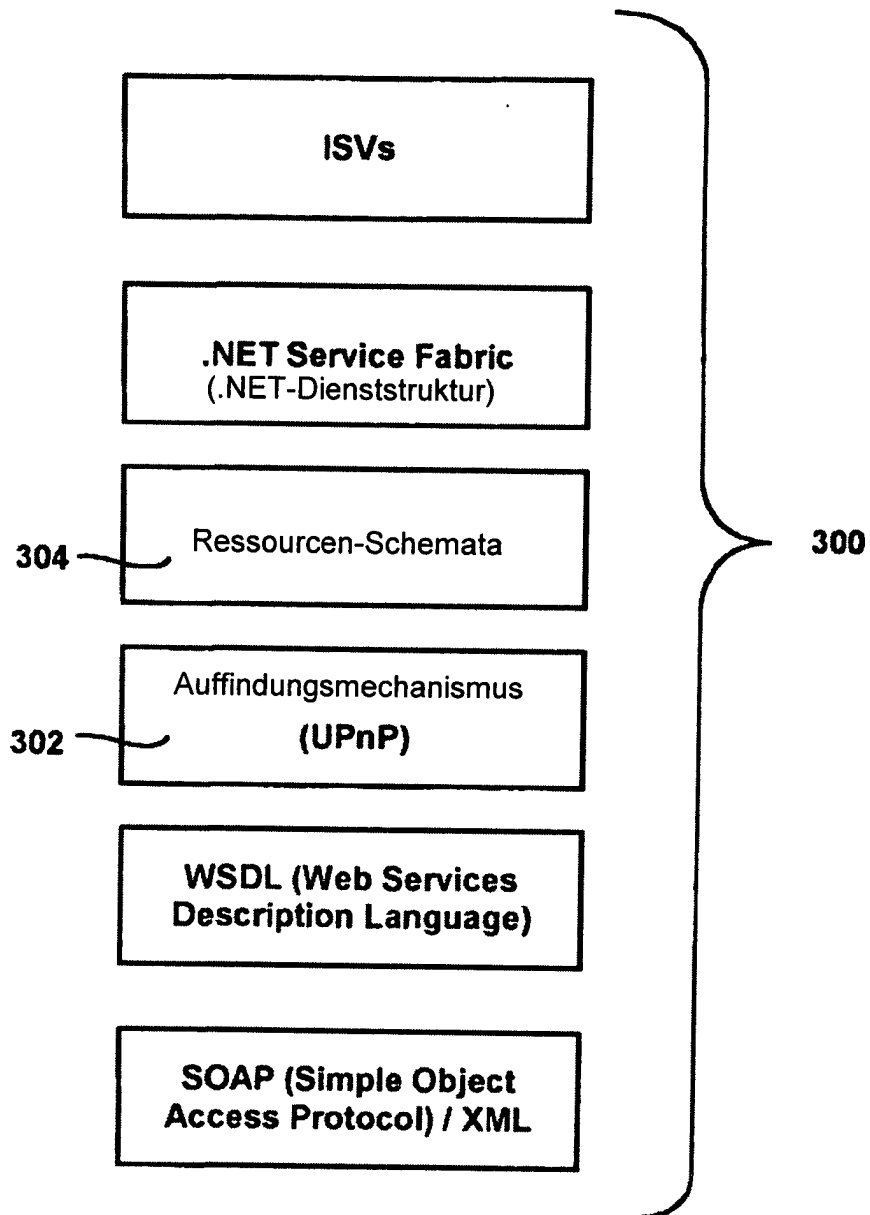 ISVs
.NET Service Fabric
(.NET-Dienststruktur)
304
Ressourcen-Schemata
300
Auffindungsmechanismus
302
(UPnP)
WSDL (Web Services
Description Language)
SOAP (Simple Object
Access Protocol) / XML